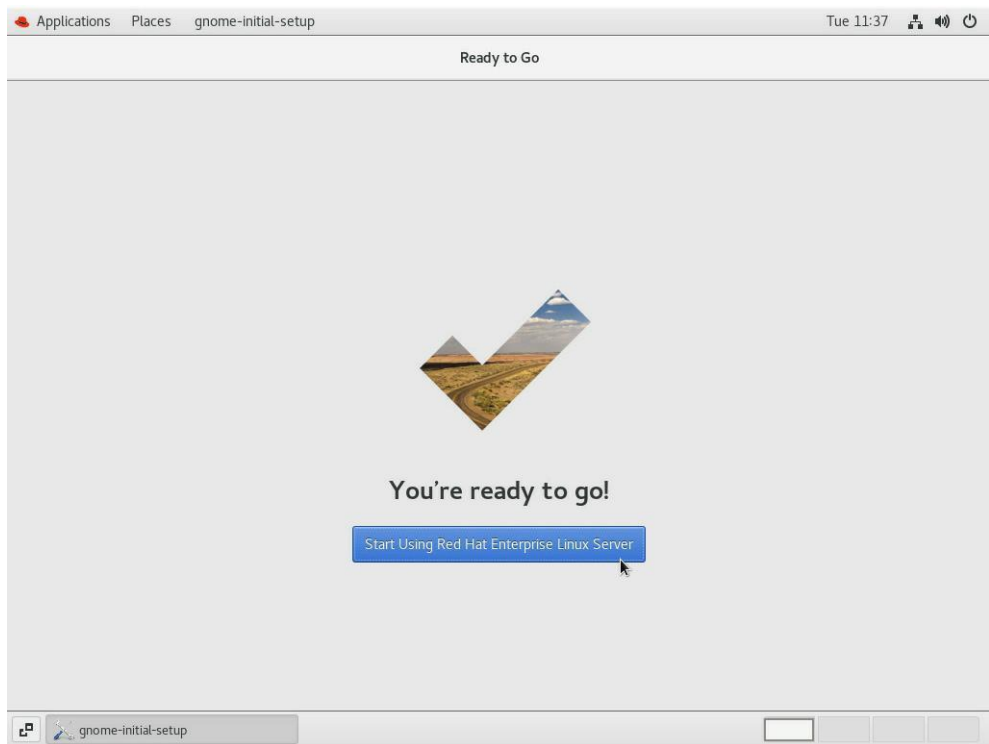 Applications Places gnome-initial-setup Tue 11:37
Ready to Go
You're ready to go!
Start Using Red Hat Enterprise Linux Server
gnome-initial-setup